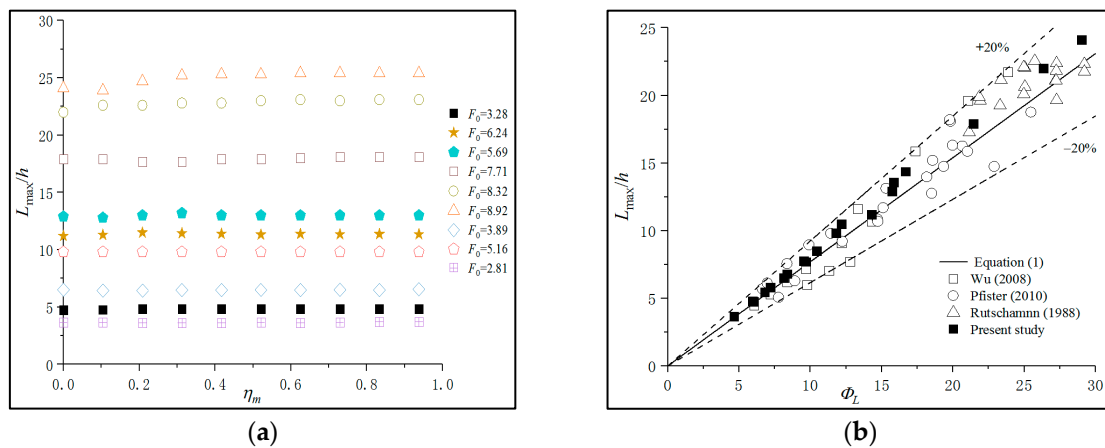 30
25
20
15
10
5
0
L_max/h
0.0 0.2 0.4 0.6 0.8 1.0
η_m
F_0=3.28
F_0=6.24
F_0=5.69
F_0=7.71
F_0=8.32
F_0=8.92
F_0=3.89
F_0=5.16
F_0=2.81
(a)
25
20
15
10
5
0
L_max/h
0 5 10 15 20 25 30
Φ_L
+20%
−20%
Equation (1)
Wu (2008)
Pfister (2010)
Rutschamnn (1988)
Present study
(b)